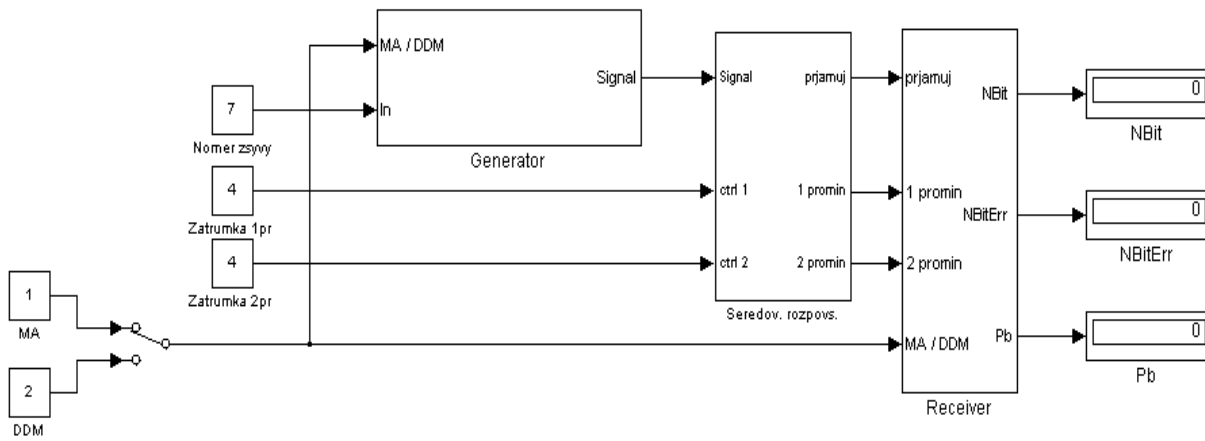 MA / DDM
In
Signal
Generator
7
Nomer zsyvy
4
Zatrumka 1pr
4
Zatrumka 2pr
1
MA
2
DDM
Signal
prjamuj
ctrl 1
1 promin
ctrl 2
2 promin
Seredov. rozpovs.
prjamuj
NBit
1 promin
NBitErr
2 promin
MA / DDM
Pb
Receiver
0
NBit
0
NBitErr
0
Pb